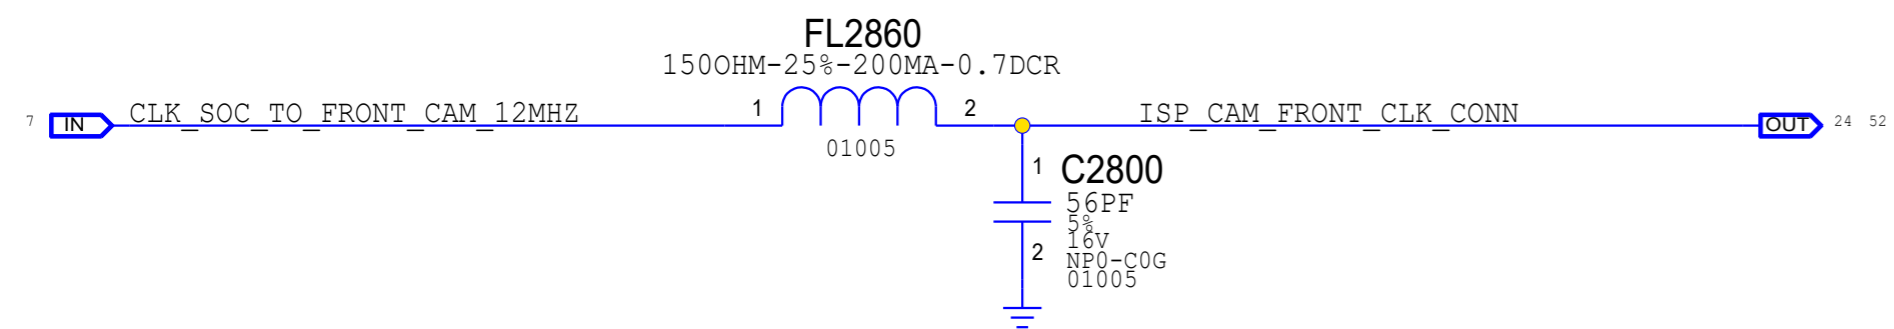 FL2860
150OHM-25%-200MA-0.7DCR
7 IN CLK_SOC_TO_FRONT_CAM_12MHZ 1 2 ISP_CAM_FRONT_CLK_CONN OUT 24 52
01005
1 C2800
56PF
5%
16V
2 NP0-C0G
01005